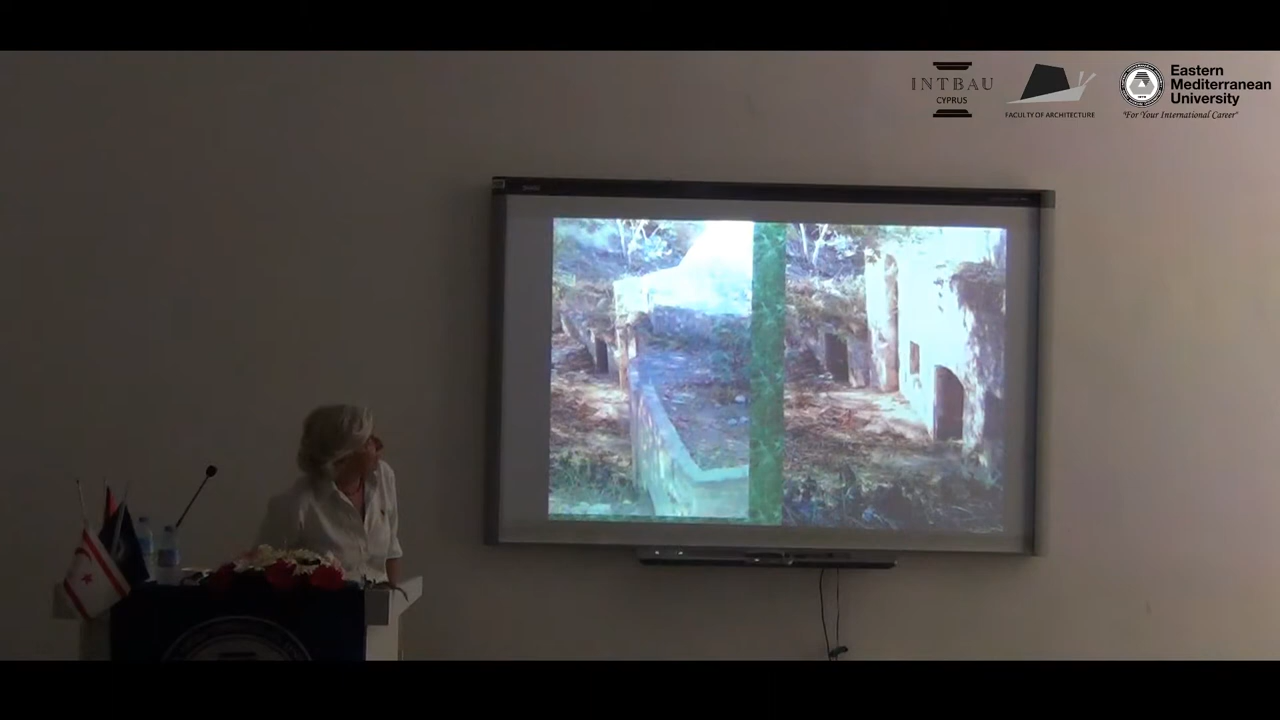 INTBAU
CYPRUS
FACULTY OF ARCHITECTURE
Eastern
Mediterranean
University
"For Your International Career"